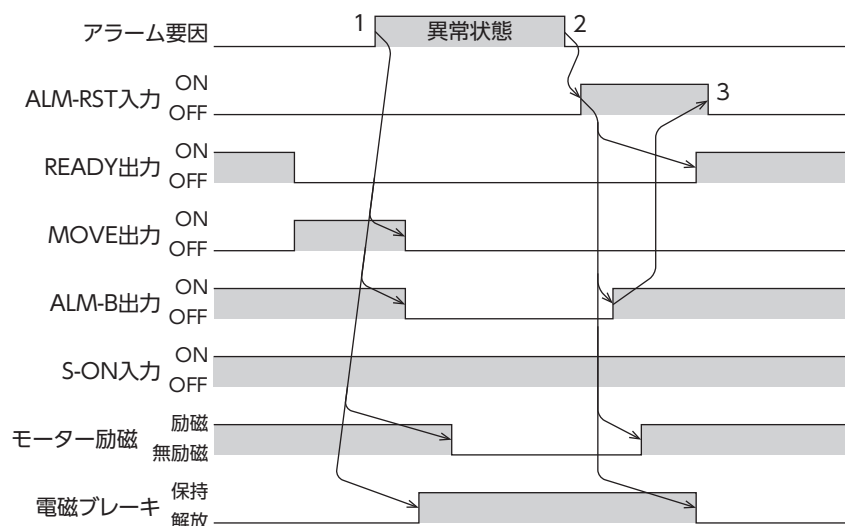 アラーム要因 1 異常状態 2
ALM-RST入力 ON OFF 3
READY出力 ON OFF
MOVE出力 ON OFF
ALM-B出力 ON OFF
S-ON入力 ON OFF
モーター励磁 励磁 無励磁
電磁ブレーキ 保持 解放